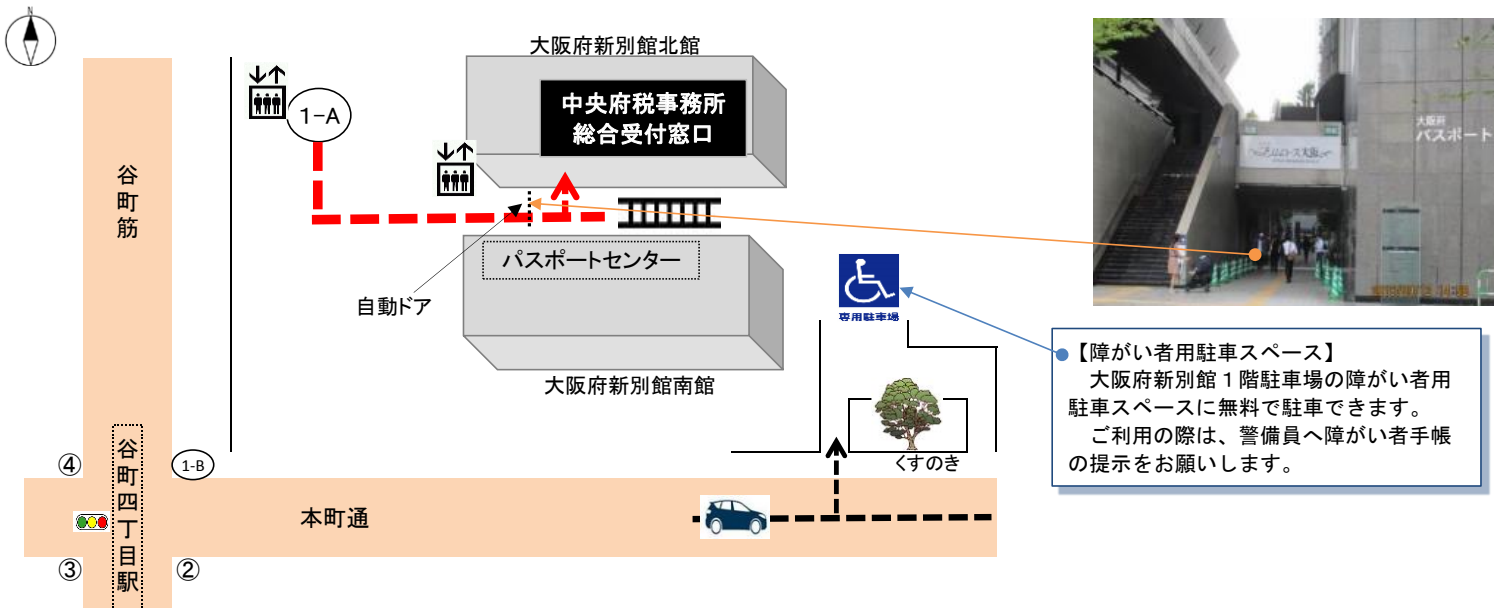 N
大阪府新別館北館
1-A
中央府税事務所
総合受付窓口
谷町筋
パスポートセンター
自動ドア
大阪府新別館南館
専用駐車場
大阪府
パスポート
【障がい者用駐車スペース】
大阪府新別館1階駐車場の障がい者用
駐車スペースに無料で駐車できます。
ご利用の際は、警備員へ障がい者手帳
の提示をお願いします。
くすのき
④
1-B
谷町四丁目駅
本町通
③
②